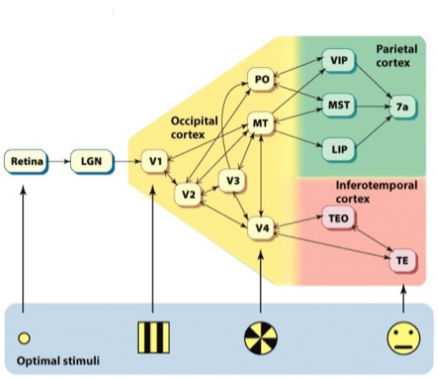 Parietal
cortex
VIP
PO
Occipital
cortex
MST
7a
MT
Retina
LGN
V1
LIP
V2
V3
Inferotemporal
cortex
TEO
V4
TE
Optimal stimuli